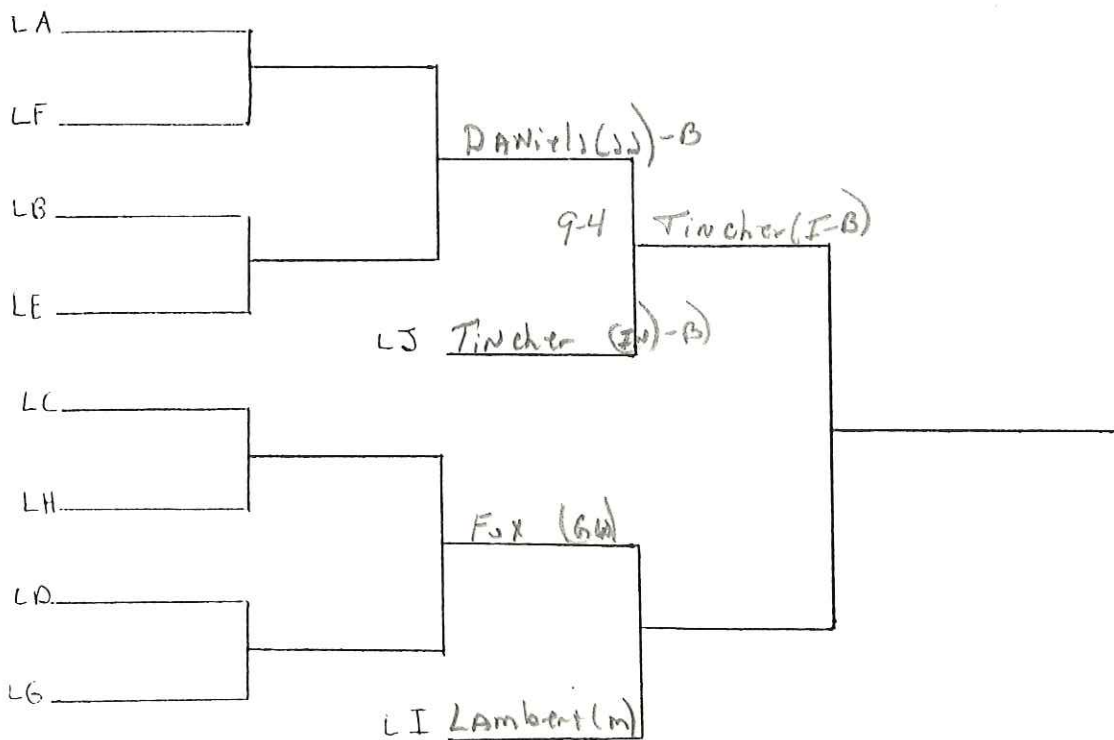 LA
LF
DANiels(JJ)-B
LB
9-4 Tincher(I-B)
LE
LJ Tincher (IN)-B)
LC
LH
Fox (GW)
LD
LG
LI LAmbert(m)